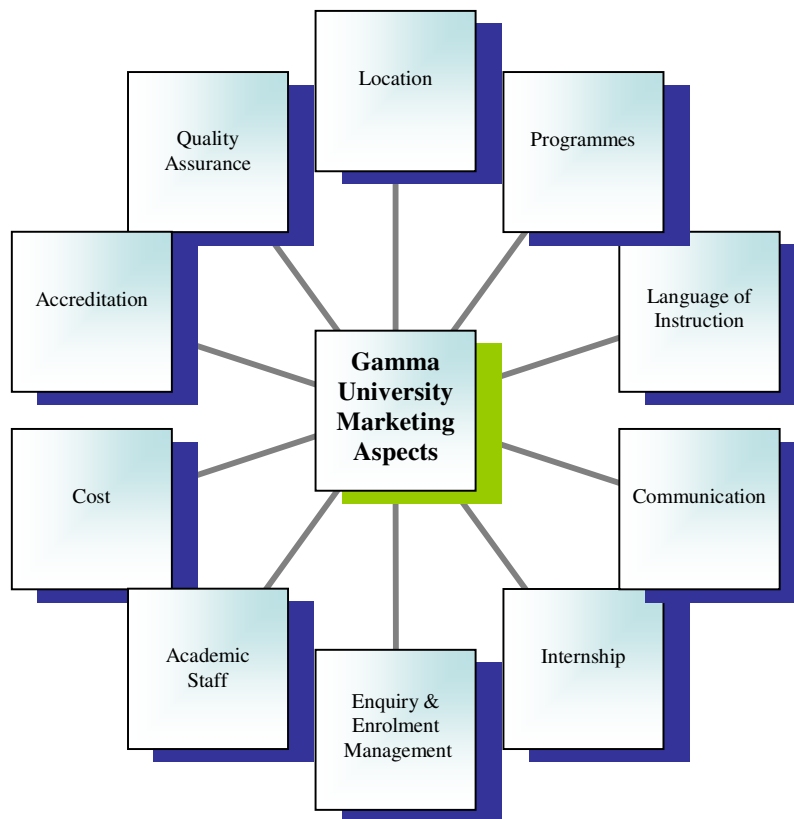 Location
Quality
Assurance
Programmes
Accreditation
Language of
Instruction
Gamma
University
Marketing
Aspects
Cost
Communication
Academic
Staff
Internship
Enquiry &
Enrolment
Management